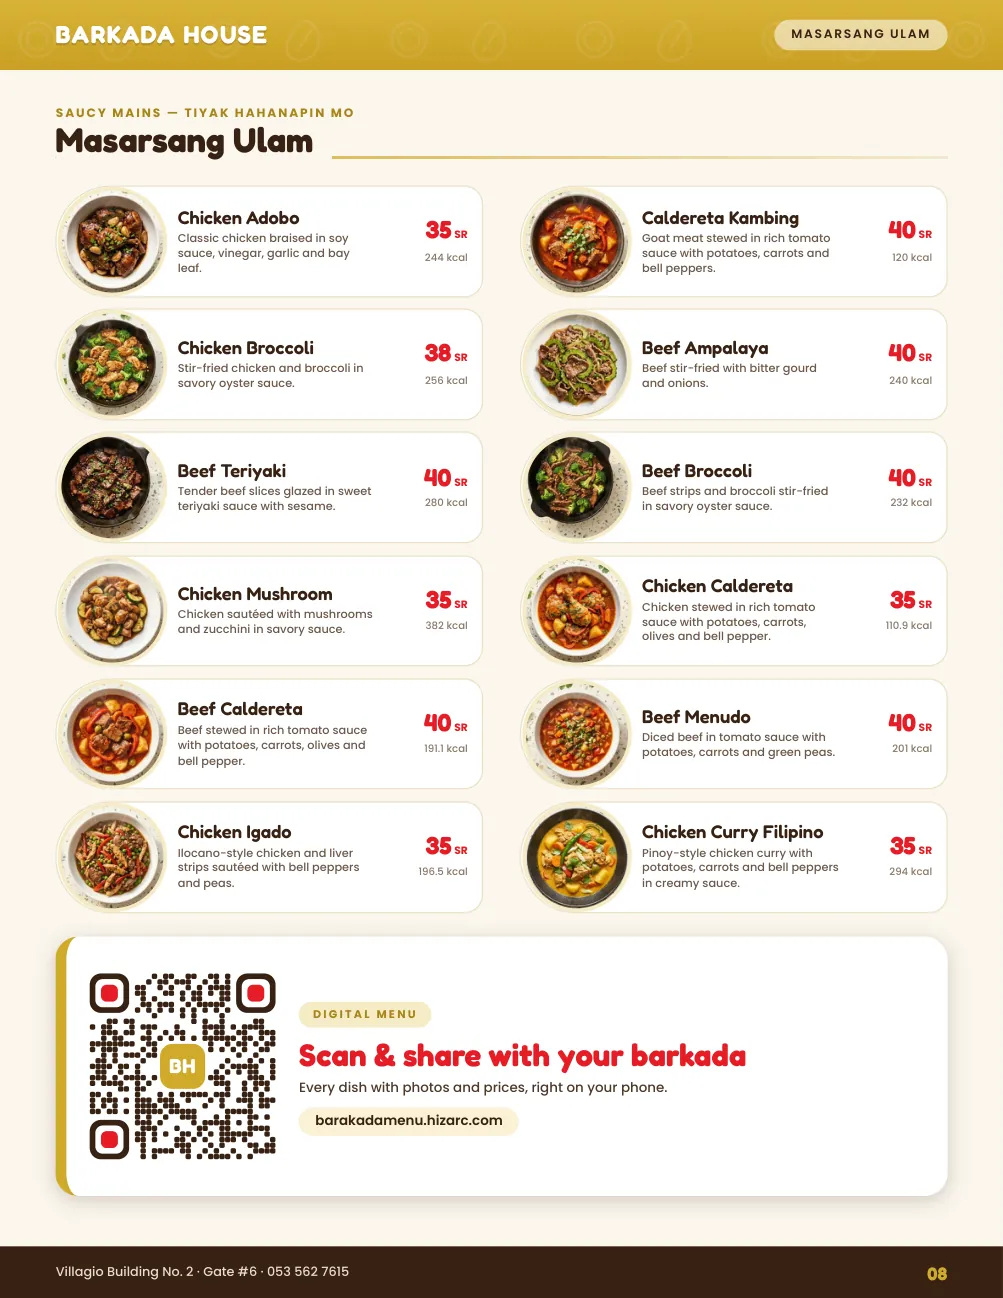 BARKADA HOUSE
MASARSANG ULAM
SAUCY MAINS — TIYAK HAHANAPIN MO
Masarsang Ulam
Chicken Adobo
Classic chicken braised in soy
sauce, vinegar, garlic and bay
leaf.
35 SR
244 kcal
Caldereta Kambing
Goat meat stewed in rich tomato
sauce with potatoes, carrots and
bell peppers.
40 SR
120 kcal
Chicken Broccoli
Stir-fried chicken and broccoli in
savory oyster sauce.
38 SR
256 kcal
Beef Ampalaya
Beef stir-fried with bitter gourd
and onions.
40 SR
240 kcal
Beef Teriyaki
Tender beef slices glazed in sweet
teriyaki sauce with sesame.
40 SR
280 kcal
Beef Broccoli
Beef strips and broccoli stir-fried
in savory oyster sauce.
40 SR
232 kcal
Chicken Mushroom
Chicken sautéed with mushrooms
and zucchini in savory sauce.
35 SR
382 kcal
Chicken Caldereta
Chicken stewed in rich tomato
sauce with potatoes, carrots,
olives and bell pepper.
35 SR
110.9 kcal
Beef Caldereta
Beef stewed in rich tomato sauce
with potatoes, carrots, olives and
bell pepper.
40 SR
191.1 kcal
Beef Menudo
Diced beef in tomato sauce with
potatoes, carrots and green peas.
40 SR
201 kcal
Chicken Igado
Ilocano-style chicken and liver
strips sautéed with bell peppers
and peas.
35 SR
196.5 kcal
Chicken Curry Filipino
Pinoy-style chicken curry with
potatoes, carrots and bell peppers
in creamy sauce.
35 SR
294 kcal
BH
DIGITAL MENU
Scan & share with your barkada
Every dish with photos and prices, right on your phone.
barakadamenu.hizarc.com
Villagio Building No. 2 · Gate #6 · 053 562 7615
08